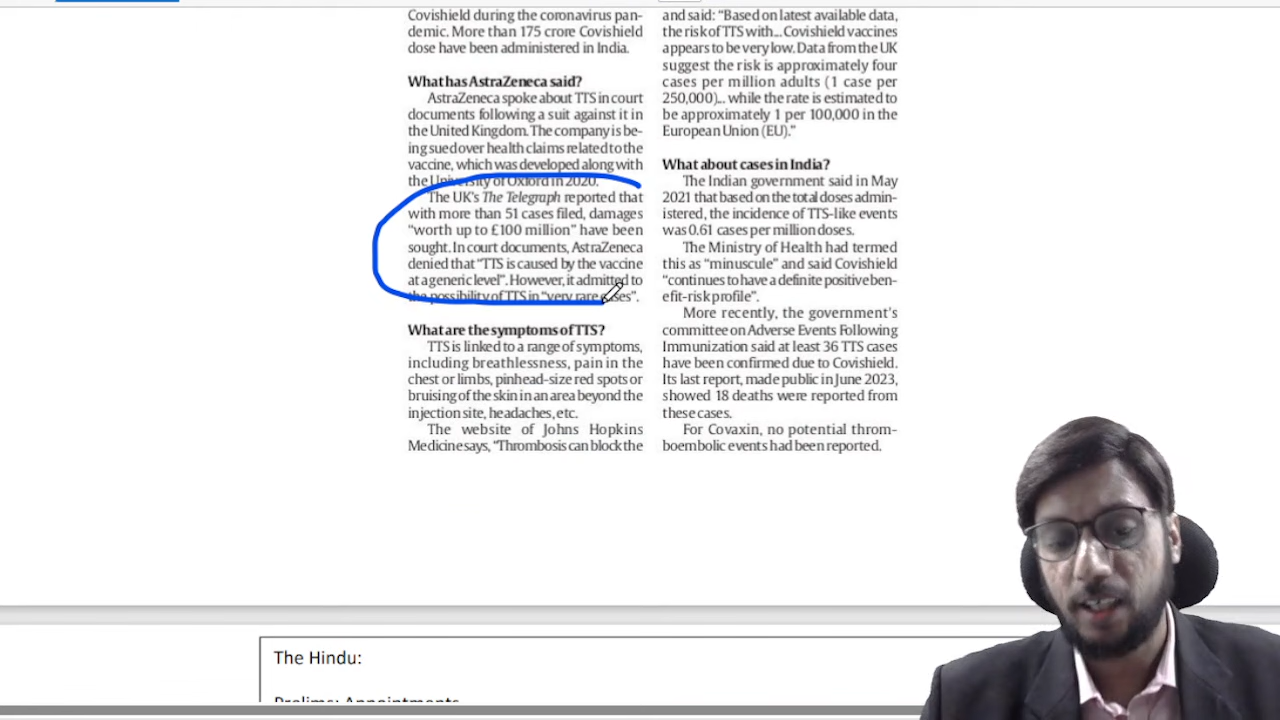 Covishield during the coronavirus pan-
demic. More than 175 crore Covishield
dose have been administered in India.
What has AstraZeneca said?
AstraZeneca spoke about TTS in court
documents following a suit against it in
the United Kingdom. The company is be-
ing sued over health claims related to the
vaccine, which was developed along with
the University of Oxford in 2020.
The UK's The Telegraph reported that
with more than 51 cases filed, damages
“worth up to £100 million” have been
sought. In court documents, AstraZeneca
denied that “TTS is caused by the vaccine
at a generic level”. However, it admitted to
the possibility of TTS in “very rare cases”.
What are the symptoms of TTS?
TTS is linked to a range of symptoms,
including breathlessness, pain in the
chest or limbs, pinhead-size red spots or
bruising of the skin in an area beyond the
injection site, headaches, etc.
The website of Johns Hopkins
Medicine says, “Thrombosis can block the
and said: “Based on latest available data,
the risk of TTS with... Covishield vaccines
appears to be very low. Data from the UK
suggest the risk is approximately four
cases per million adults (1 case per
250,000)... while the rate is estimated to
be approximately 1 per 100,000 in the
European Union (EU).”
What about cases in India?
The Indian government said in May
2021 that based on the total doses admin-
istered, the incidence of TTS-like events
was 0.61 cases per million doses.
The Ministry of Health had termed
this as “minuscule” and said Covishield
“continues to have a definite positive ben-
efit-risk profile”.
More recently, the government's
committee on Adverse Events Following
Immunization said at least 36 TTS cases
have been confirmed due to Covishield.
Its last report, made public in June 2023,
showed 18 deaths were reported from
these cases.
For Covaxin, no potential throm-
boembolic events had been reported.
The Hindu:
Prelims: Appointments